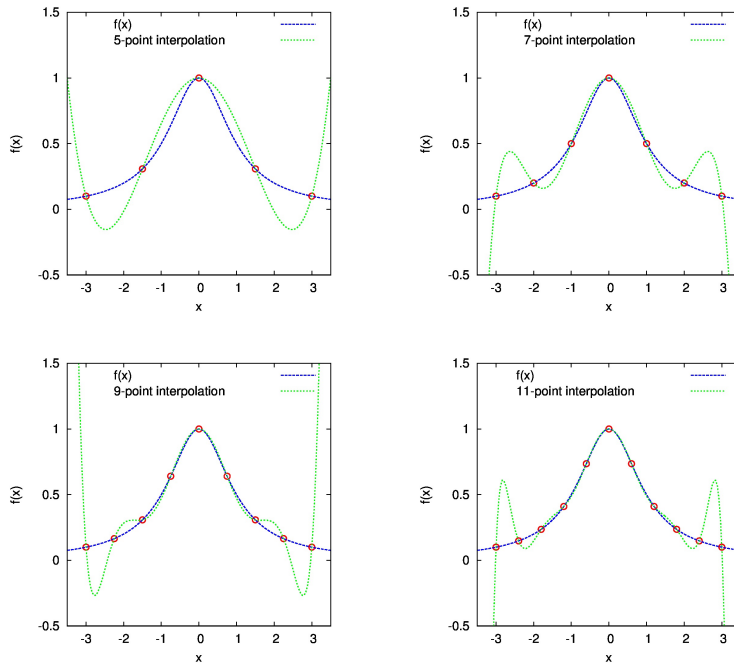 1.5
1
0.5
0
-0.5
-3 -2 -1 0 1 2 3
f(x)
x
f(x)
5-point interpolation
1.5
1
0.5
0
-0.5
-3 -2 -1 0 1 2 3
f(x)
x
f(x)
7-point interpolation
1.5
1
0.5
0
-0.5
-3 -2 -1 0 1 2 3
f(x)
x
f(x)
9-point interpolation
1.5
1
0.5
0
-0.5
-3 -2 -1 0 1 2 3
f(x)
x
f(x)
11-point interpolation